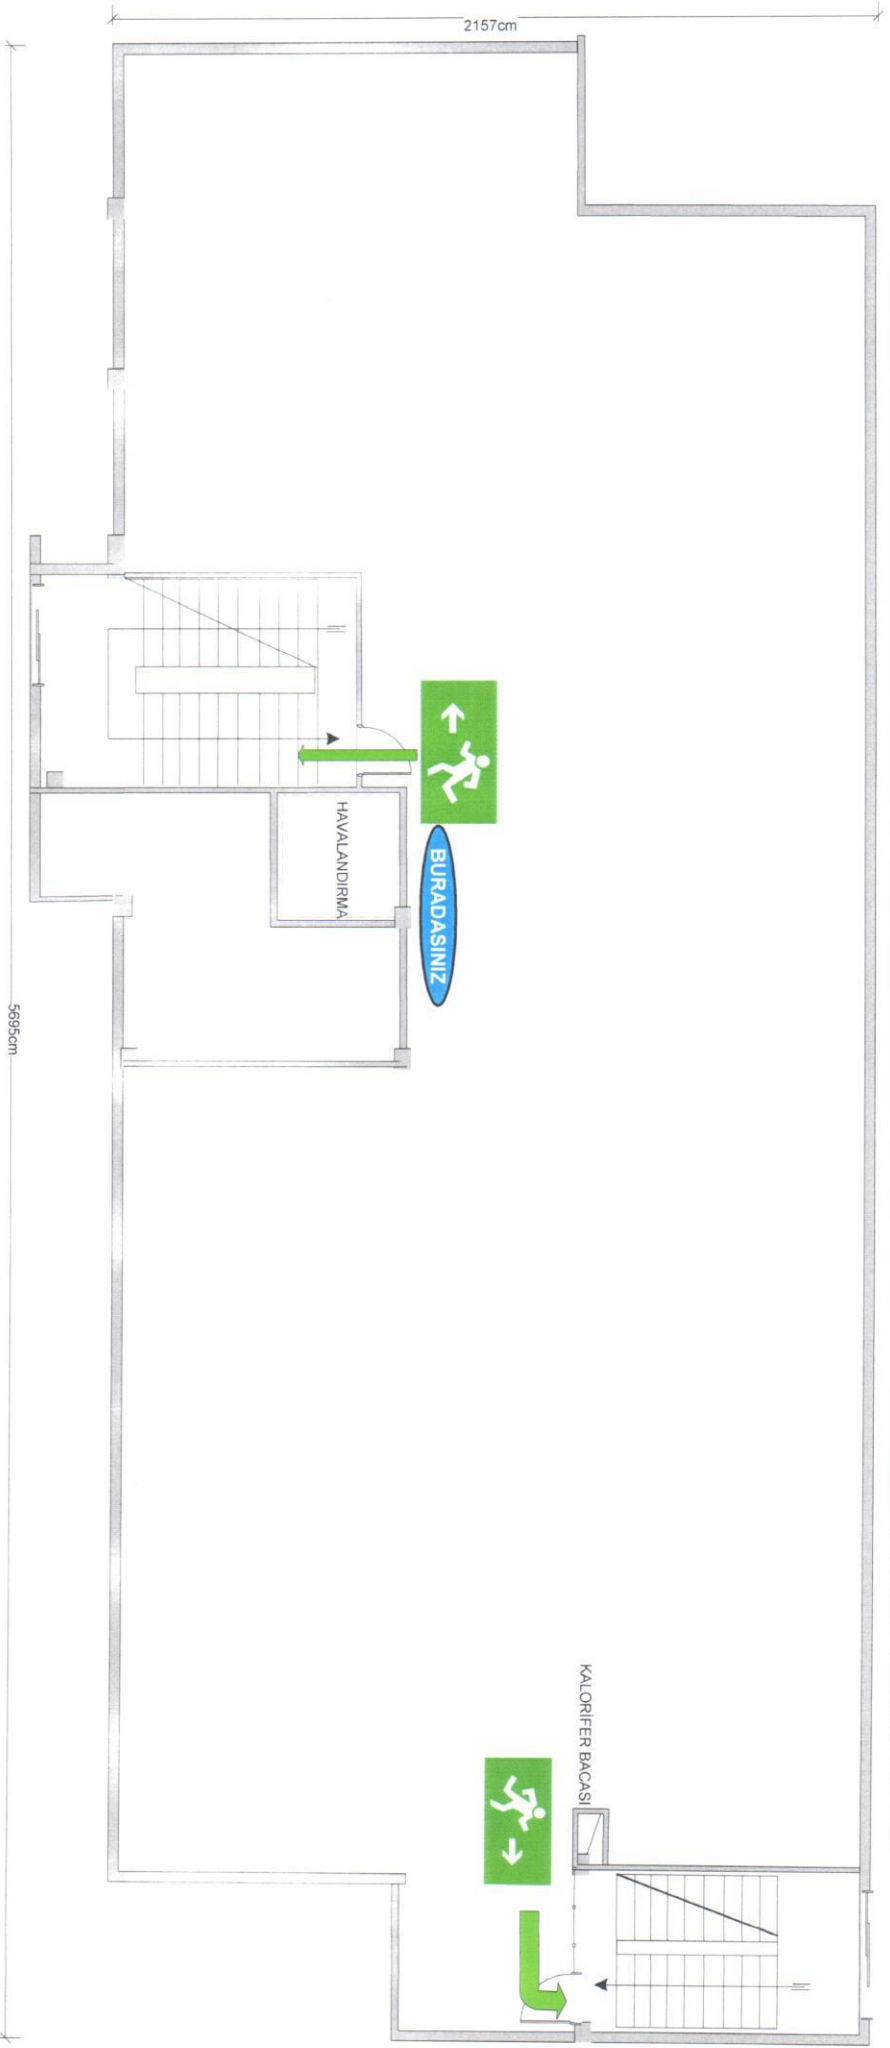 2157cm
5695cm
HAVALANDIRMA
BURADASINIZ
KALORİFER BACASI